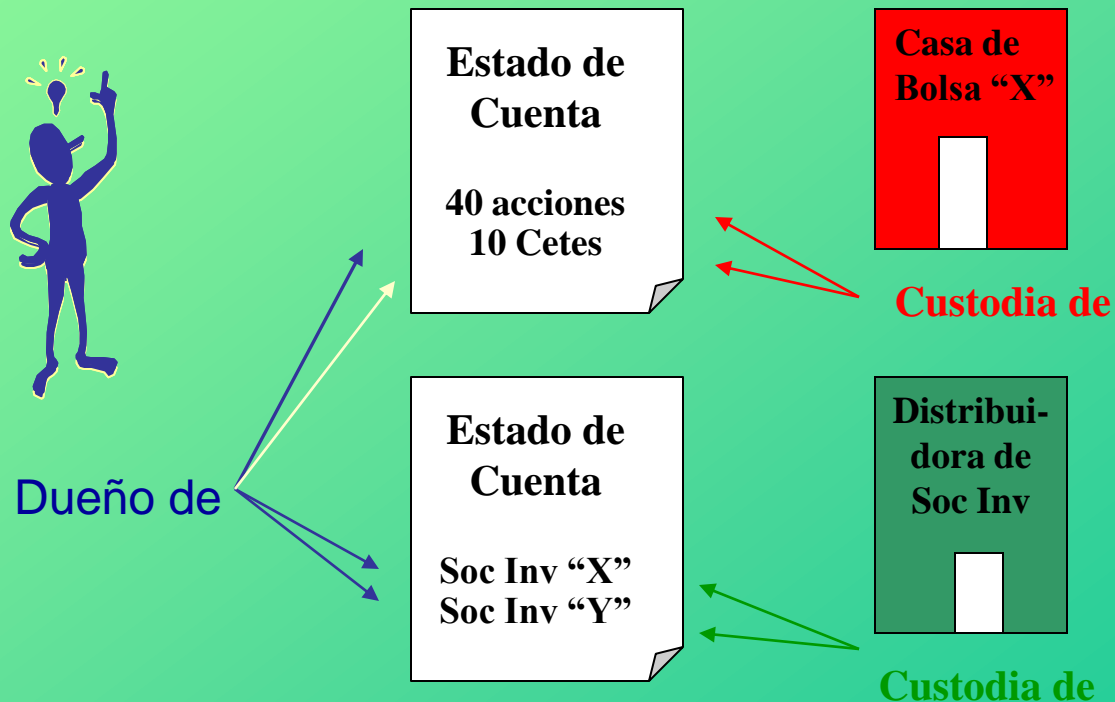 Estado de
Cuenta
40 acciones
10 Cetes
Casa de
Bolsa “X”
Custodia de
Dueño de
Estado de
Cuenta
Soc Inv “X”
Soc Inv “Y”
Distribui-
dora de
Soc Inv
Custodia de